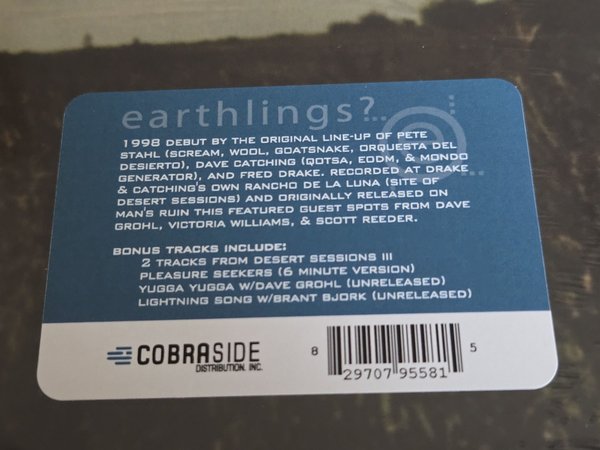 earthlings?
1998 DEBUT BY THE ORIGINAL LINE-UP OF PETE
STAHL (SCREAM, WOOL, GOATSNAKE, ORQUESTA DEL
DESIERTO), DAVE CATCHING (QOTSA, EODM, & MONDO
GENERATOR), AND FRED DRAKE. RECORDED AT DRAKE
& CATCHING'S OWN RANCHO DE LA LUNA (SITE OF
DESERT SESSIONS) AND ORIGINALLY RELEASED ON
MAN'S RUIN THIS FEATURED GUEST SPOTS FROM DAVE
GROHL, VICTORIA WILLIAMS, & SCOTT REEDER.
BONUS TRACKS INCLUDE:
2 TRACKS FROM DESERT SESSIONS III
PLEASURE SEEKERS (6 MINUTE VERSION)
YUGGA YUGGA W/DAVE GROHL (UNRELEASED)
LIGHTNING SONG W/BRANT BJORK (UNRELEASED)
COBRASIDE
DISTRIBUTION, INC.
8 29707 95581 5